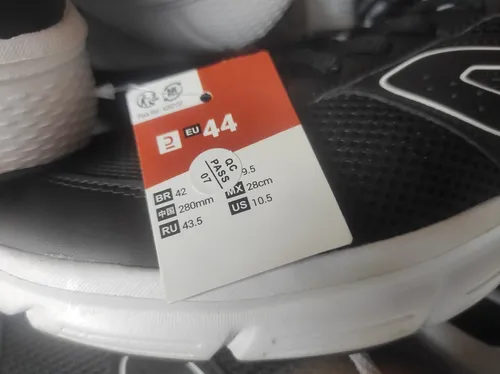 EU 44
QC
PASS
07
9.5
BR 42
MX 28cm
中国 280mm
US 10.5
RU 43.5